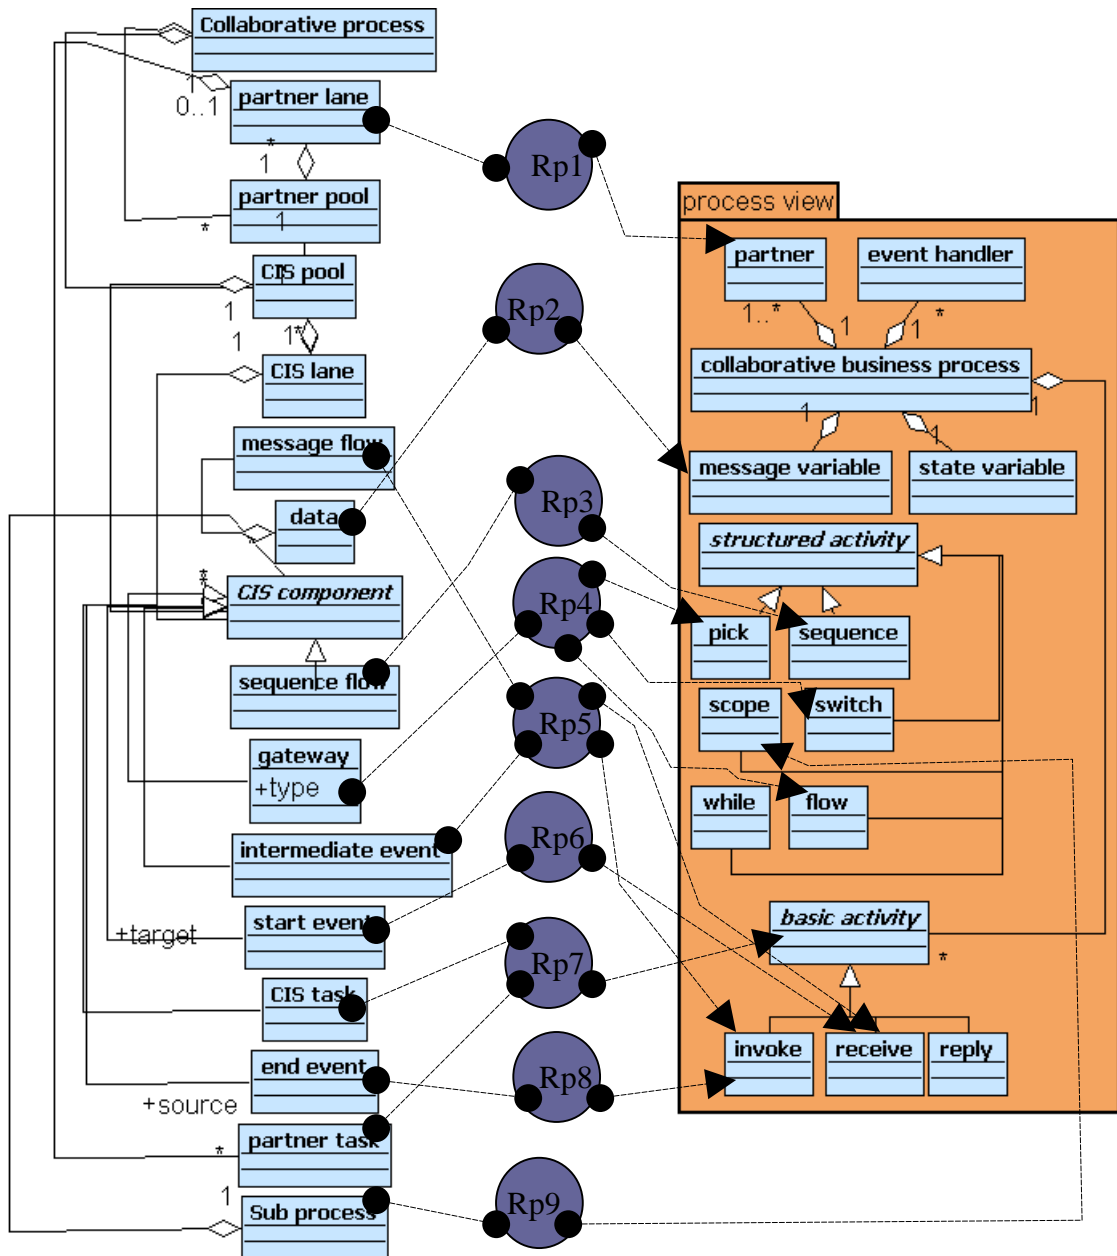 Collaborative process
1
0..1
partner lane
*
1
partner pool
1
*
CIS pool
1
1
1
1*
CIS lane
message flow
data
*
*
*
CIS component
sequence flow
gateway
+type
intermediate event
start event
+target
CIS task
end event
+source
partner task
*
1
Sub process
Rp1
Rp2
Rp3
Rp4
Rp5
Rp6
Rp7
Rp8
Rp9
process view
partner
event handler
1..*
1
1
*
collaborative business process
1
1
1
message variable
state variable
structured activity
pick
sequence
scope
switch
while
flow
basic activity
*
invoke
receive
reply